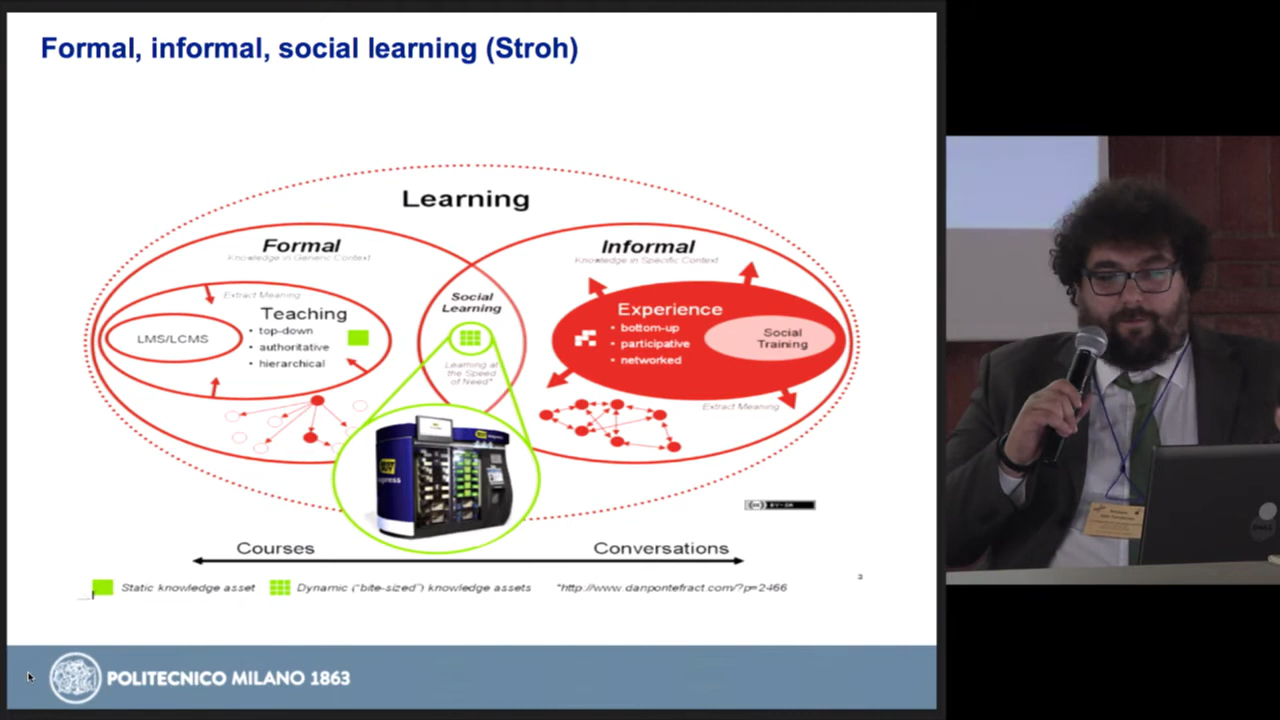 Formal, informal, social learning (Stroh)
Learning
Formal
Knowledge in Generic Context
Informal
Knowledge in Specific Context
Extract Meaning
Teaching
• top-down
• authoritative
• hierarchical
LMS/LCMS
Social
Learning
Learning at
the Speed
of Need"
Experience
• bottom-up
• participative
• networked
Social
Training
Extract Meaning
Courses
Conversations
Static knowledge asset
Dynamic ("bite-sized") knowledge assets
"http://www.danpontefract.com/?p=2466
POLITECNICO MILANO 1863